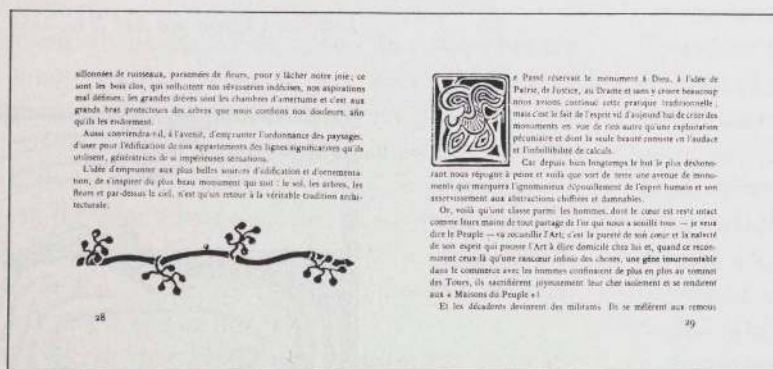 sillonnées de ruisseaux, parsemées de fleurs, pour y lâcher notre joie; ce
sont les bois clos, qui sollicitent nos rêvasseries indécises, nos aspirations
mal définies; les grandes drèves sont les chambres d'amertume et c'est aux
grands bras protecteurs des arbres que nous confions nos douleurs, afin
qu'ils les endorment.
Aussi conviendra-t-il, à l'avenir, d'emprunter l'ordonnance des paysages,
d'user pour l'édification de nos appartements des lignes significatives qu'ils
utilisent, génératrices de si impérieuses sensations.
L'idée d'emprunter aux plus belles sources d'édification et d'ornementa-
tion, de s'inspirer du plus beau monument qui soit : le sol, les arbres, les
fleurs et par-dessus le ciel, n'est qu'un retour à la véritable tradition archi-
tecturale.
28
e Passé réservait le monument à Dieu, à l'idée de
Patrie, de Justice, au Drame et sans y croire beaucoup
nous avions continué cette pratique traditionnelle;
mais c'est le fait de l'esprit vil d'aujourd'hui de créer des
monuments en vue de rien autre qu'une exploitation
pécuniaire et dont la seule beauté consiste en l'audace
et l'infaillibilité de calculs.
Car depuis bien longtemps le but le plus déshono-
rant nous répugne à peine et voilà que sort de terre une avenue de monu-
ments qui marquera l'ignominieux dépouillement de l'esprit humain et son
asservissement aux abstractions chiffrées et damnables.
Or, voilà qu'une classe parmi les hommes, dont le cœur est resté intact
comme leurs mains de tout partage de l'or qui nous a souillé tous — je veux
dire le Peuple — va recueillir l'Art; c'est la pureté de son cœur et la naïveté
de son esprit qui pousse l'Art à élire domicile chez lui et, quand ce recon-
nurent ceux-là qu'une rancœur infinie des choses, une gêne insurmontable
dans le commerce avec les hommes confinaient de plus en plus au sommet
des Tours, ils sacrifièrent joyeusement leur cher isolement et se rendirent
aux « Maisons du Peuple » !
Et les décadents devinrent des militants. Ils se mêlèrent aux remous
29